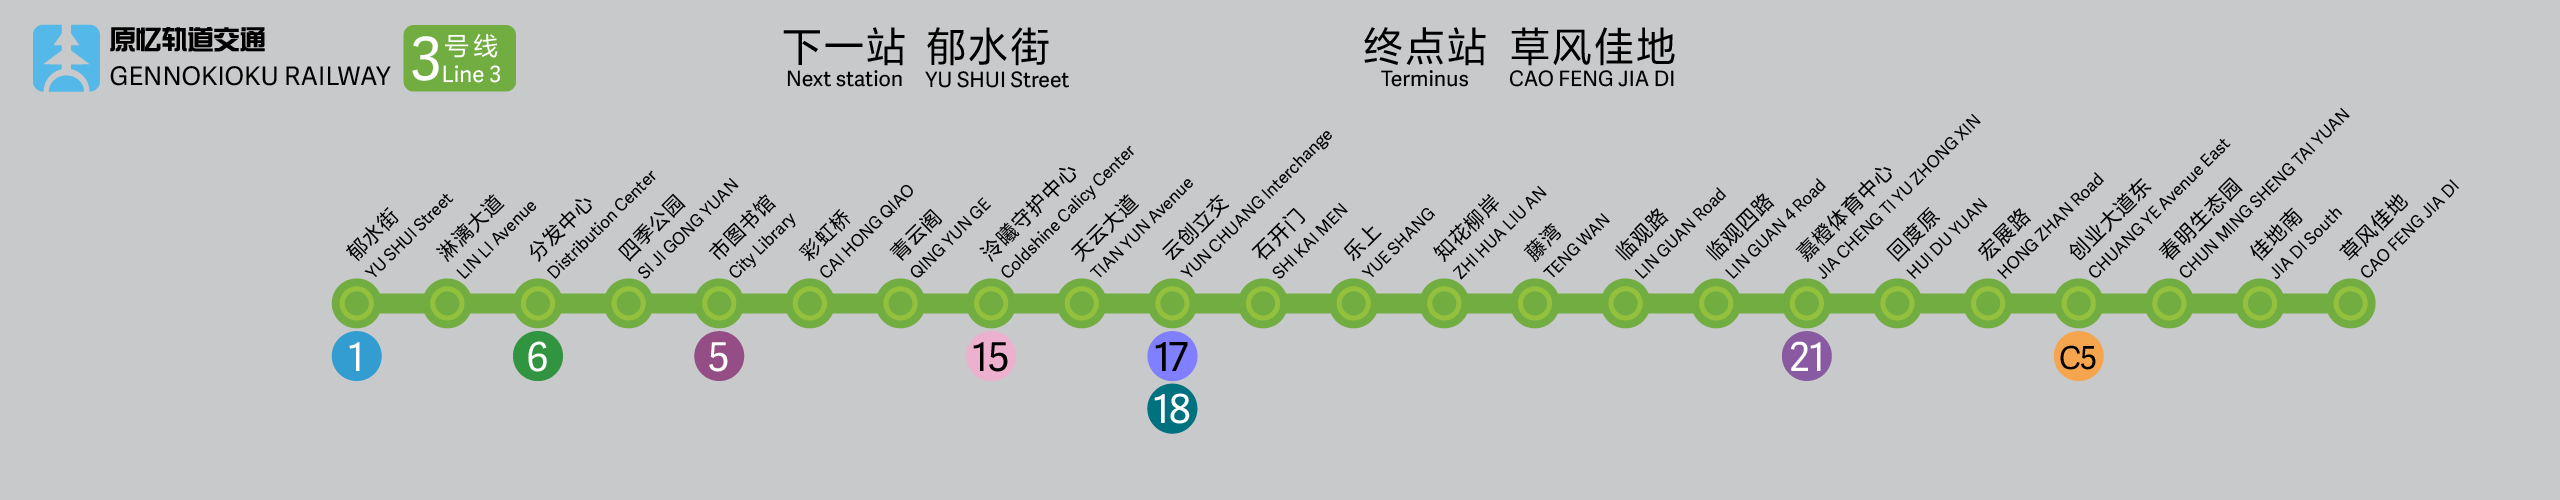 原忆轨道交通
GENNOKIOKU RAILWAY
3
号线
Line 3
下一站 郁水街
Next station YU SHUI Street
终点站 草风佳地
Terminus CAO FENG JIA DI
郁水街
YU SHUI Street
淋漓大道
LIN LI Avenue
分发中心
Distribution Center
四季公园
SI JI GONG YUAN
市图书馆
City Library
彩虹桥
CAI HONG QIAO
青云阁
QING YUN GE
泠曦守护中心
Coldshine Calicy Center
天云大道
TIAN YUN Avenue
云创立交
YUN CHUANG Interchange
石开门
SHI KAI MEN
乐上
YUE SHANG
知花柳岸
ZHI HUA LIU AN
藤湾
TENG WAN
临观路
LIN GUAN Road
临观四路
LIN GUAN 4 Road
嘉橙体育中心
JIA CHENG TI YU ZHONG XIN
回度原
HUI DU YUAN
宏展路
HONG ZHAN Road
创业大道东
CHUANG YE Avenue East
春明生态园
CHUN MING SHENG TAI YUAN
佳地南
JIA DI South
草风佳地
CAO FENG JIA DI
1
6
5
15
17
18
21
C5